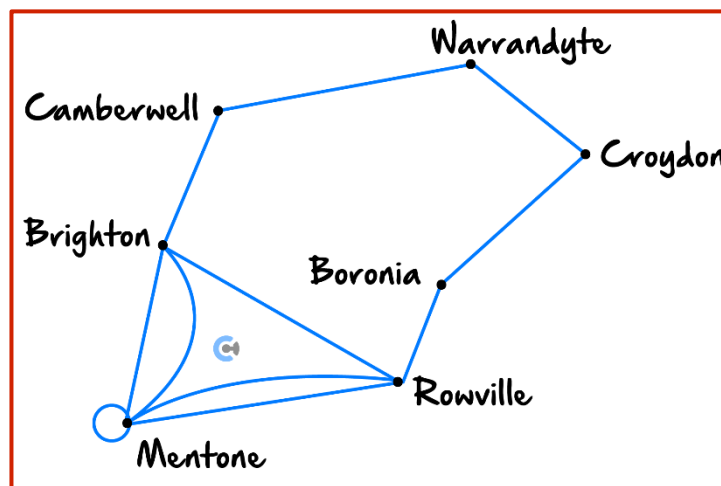 Warrandyte
Camberwell
Croydon
Brighton
Boronia
Rowville
Mentone